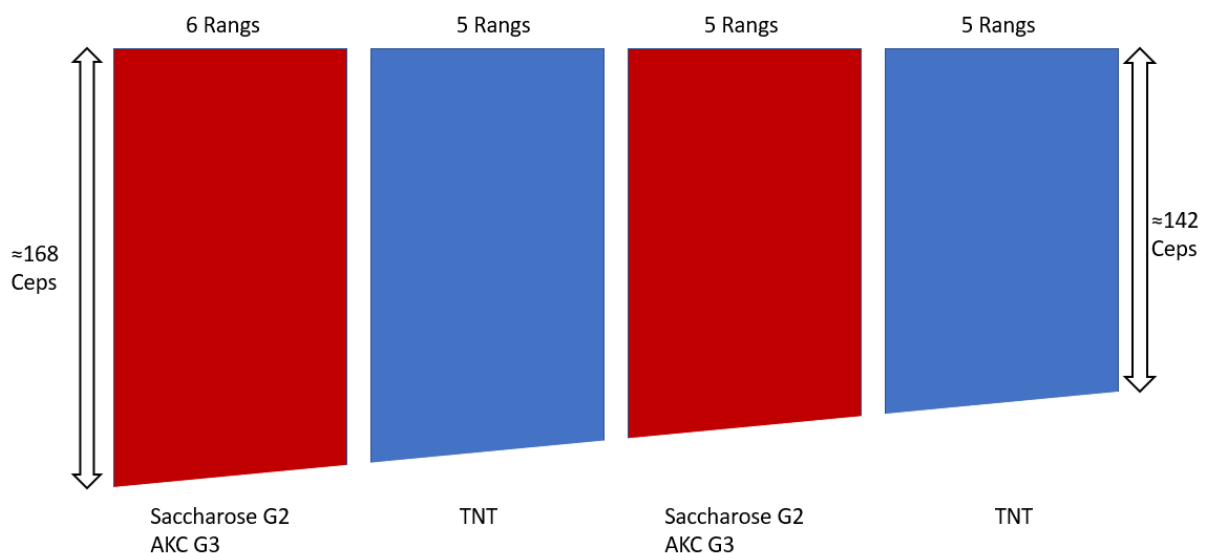 6 Rangs
5 Rangs
5 Rangs
5 Rangs
≈168
Ceps
≈142
Ceps
Saccharose G2
AKC G3
TNT
Saccharose G2
AKC G3
TNT